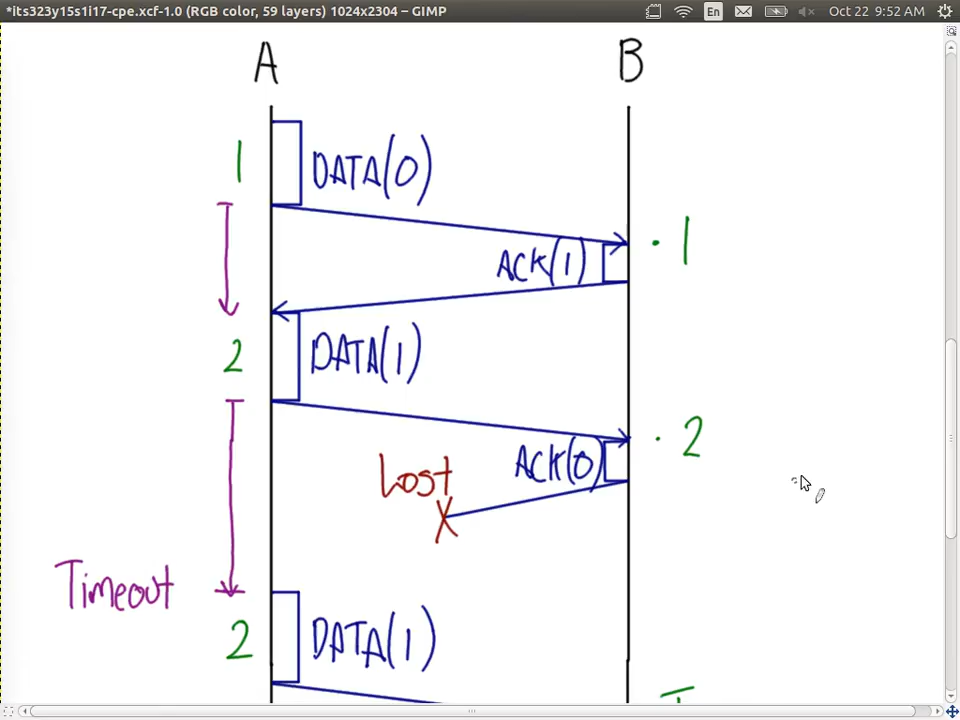 *its323y15s1i17-cpe.xcf-1.0 (RGB color, 59 layers) 1024x2304 – GIMP
En
Oct 22 9:52 AM
A B
1 DATA(0)
· 1
ACK(1)
2 DATA(1)
· 2
ACK(0)
Lost
X
Timeout
2 DATA(1)